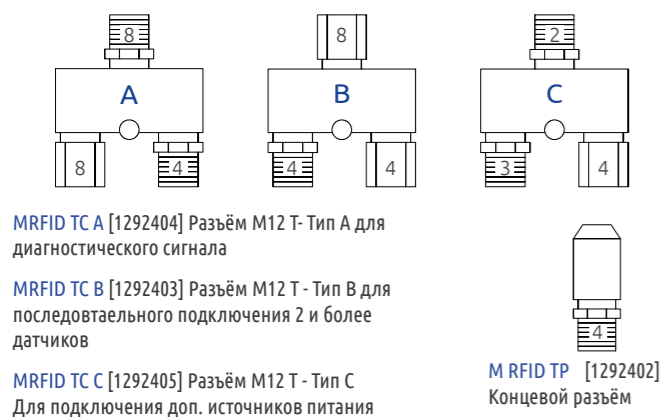 8
8
2
A
B
C
8
4
4
4
3
4
MRFID TC A [1292404] Разъём M12 T- Тип А для
диагностического сигнала
MRFID TC B [1292403] Разъём M12 T - Тип B для
последовтаельного подключения 2 и более
датчиков
MRFID TC C [1292405] Разъём M12 T - Тип C
Для подключения доп. источников питания
4
M RFID TP [1292402]
Концевой разъём